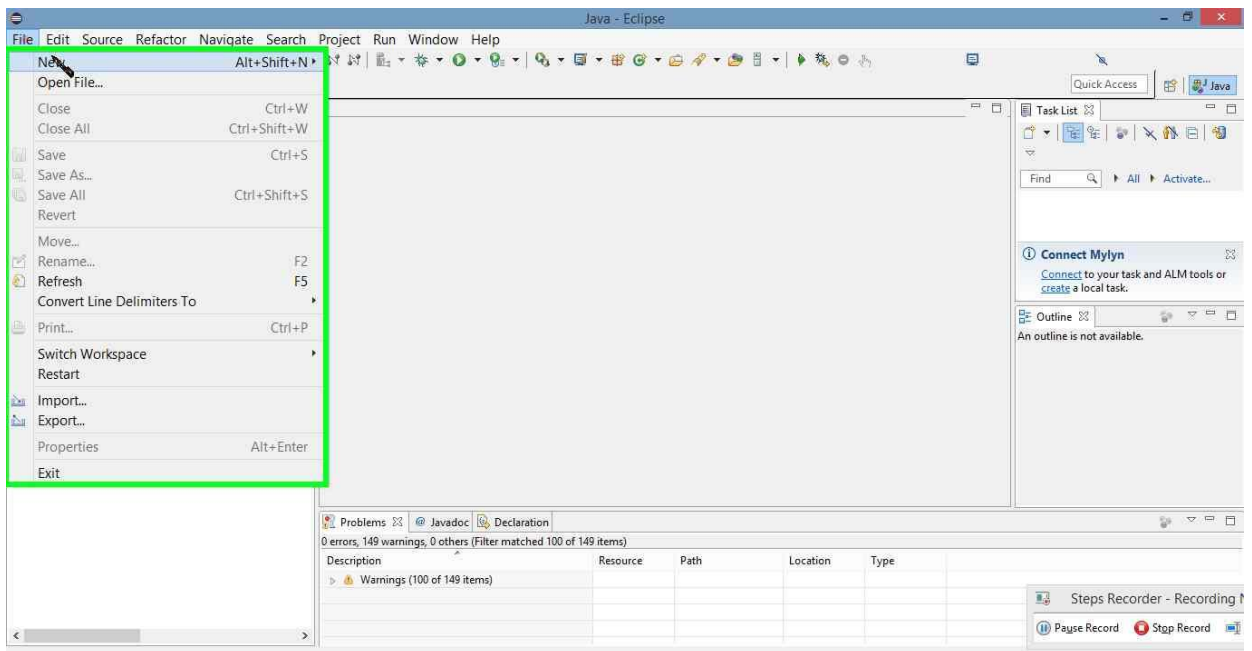 Java - Eclipse
File Edit Source Refactor Navigate Search Project Run Window Help
New Alt+Shift+N
Open File...
Close Ctrl+W
Close All Ctrl+Shift+W
Save Ctrl+S
Save As...
Save All Ctrl+Shift+S
Revert
Move...
Rename... F2
Refresh F5
Convert Line Delimiters To
Print... Ctrl+P
Switch Workspace
Restart
Import...
Export...
Properties Alt+Enter
Exit
Quick Access Java
Task List
Find All Activate...
Connect Mylyn
Connect to your task and ALM tools or
create a local task.
Outline
An outline is not available.
Problems @ Javadoc Declaration
0 errors, 149 warnings, 0 others (Filter matched 100 of 149 items)
Description Resource Path Location Type
Warnings (100 of 149 items)
Steps Recorder - Recording N
Pause Record Stop Record